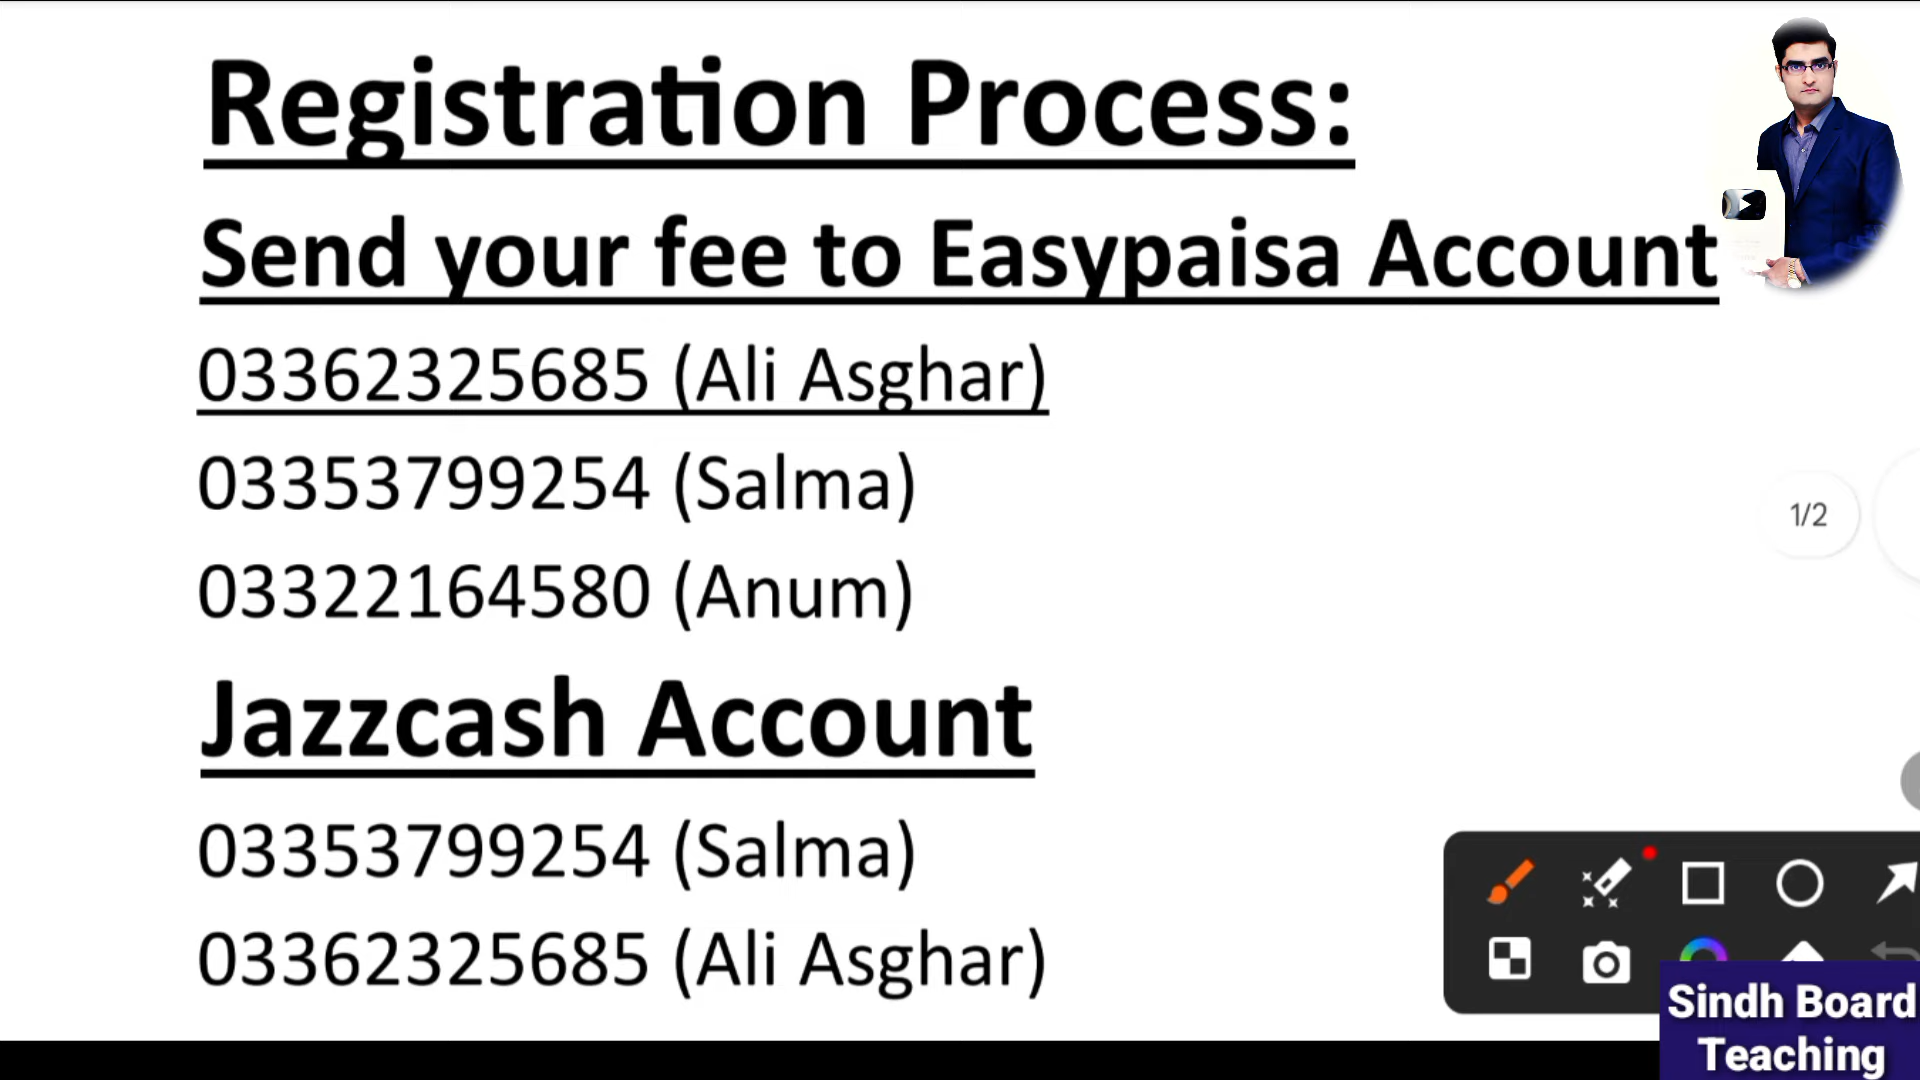 Registration Process:
Send your fee to Easypaisa Account
03362325685 (Ali Asghar)
03353799254 (Salma)
03322164580 (Anum)
1/2
Jazzcash Account
03353799254 (Salma)
03362325685 (Ali Asghar)
Sindh Board
Teaching